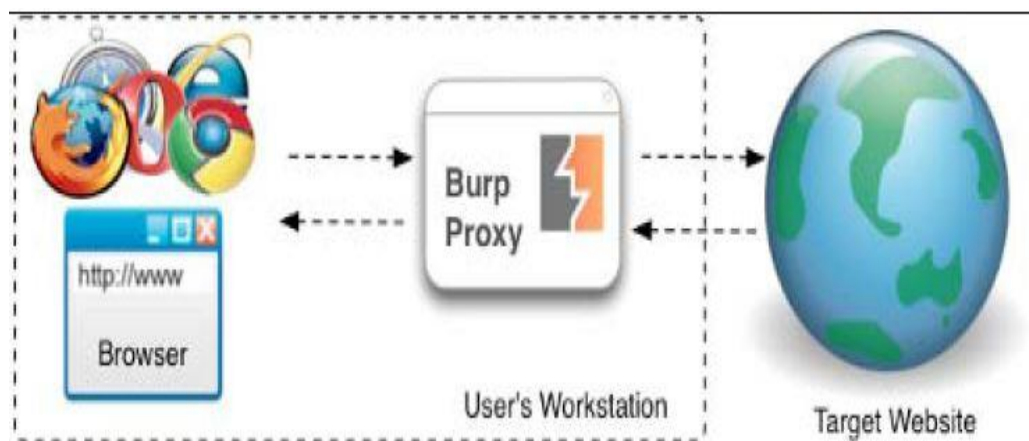 Burp
Proxy
http://www
Browser
User's Workstation
Target Website